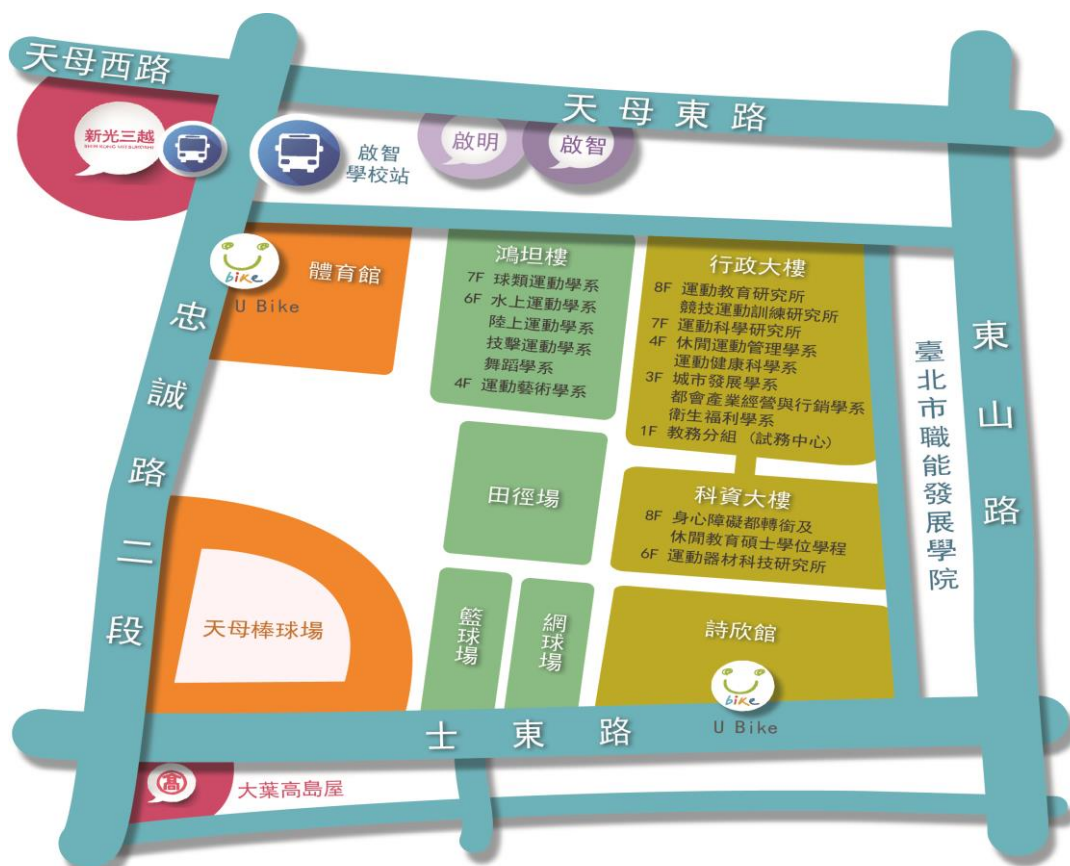 天母西路
天母東路
新光三越
啟智
學校站
啟明
啟智
bike
U Bike
體育館
鴻坦樓
7F 球類運動學系
6F 水上運動學系
陸上運動學系
技擊運動學系
舞蹈學系
4F 運動藝術學系
行政大樓
8F 運動教育研究所
競技運動訓練研究所
7F 運動科學研究所
4F 休閒運動管理學系
運動健康科學系
3F 城市發展學系
都會產業經營與行銷學系
衛生福利學系
1F 教務分組（試務中心）
忠誠路二段
東山路
臺北市職能發展學院
田徑場
科資大樓
8F 身心障礙都轉銜及
休閒教育碩士學位學程
6F 運動器材科技研究所
天母棒球場
籃球場
網球場
詩欣館
bike
U Bike
士東路
高
大葉高島屋